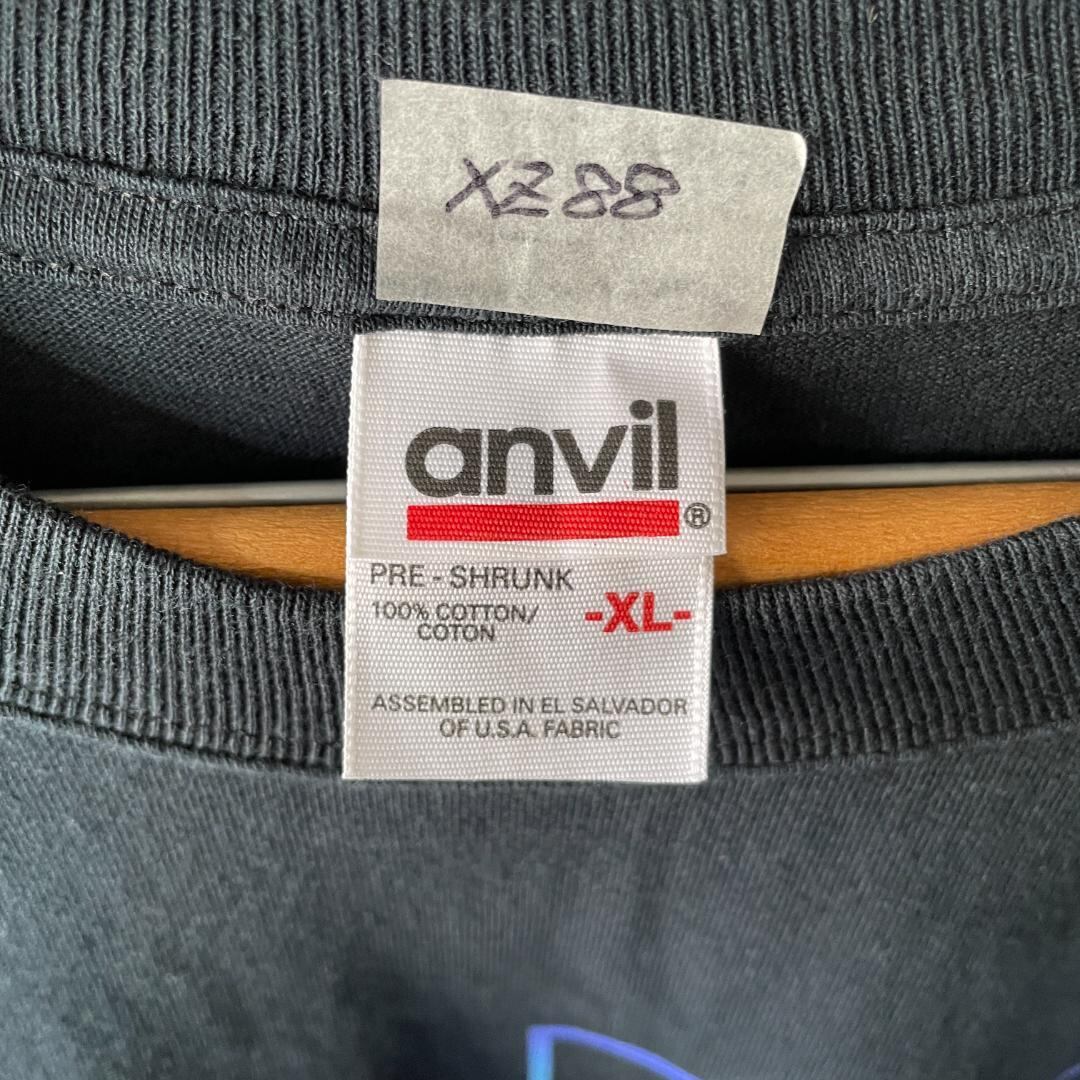 XZ88
anvil
®
PRE - SHRUNK
100% COTTON/
COTON
-XL-
ASSEMBLED IN EL SALVADOR
OF U.S.A. FABRIC